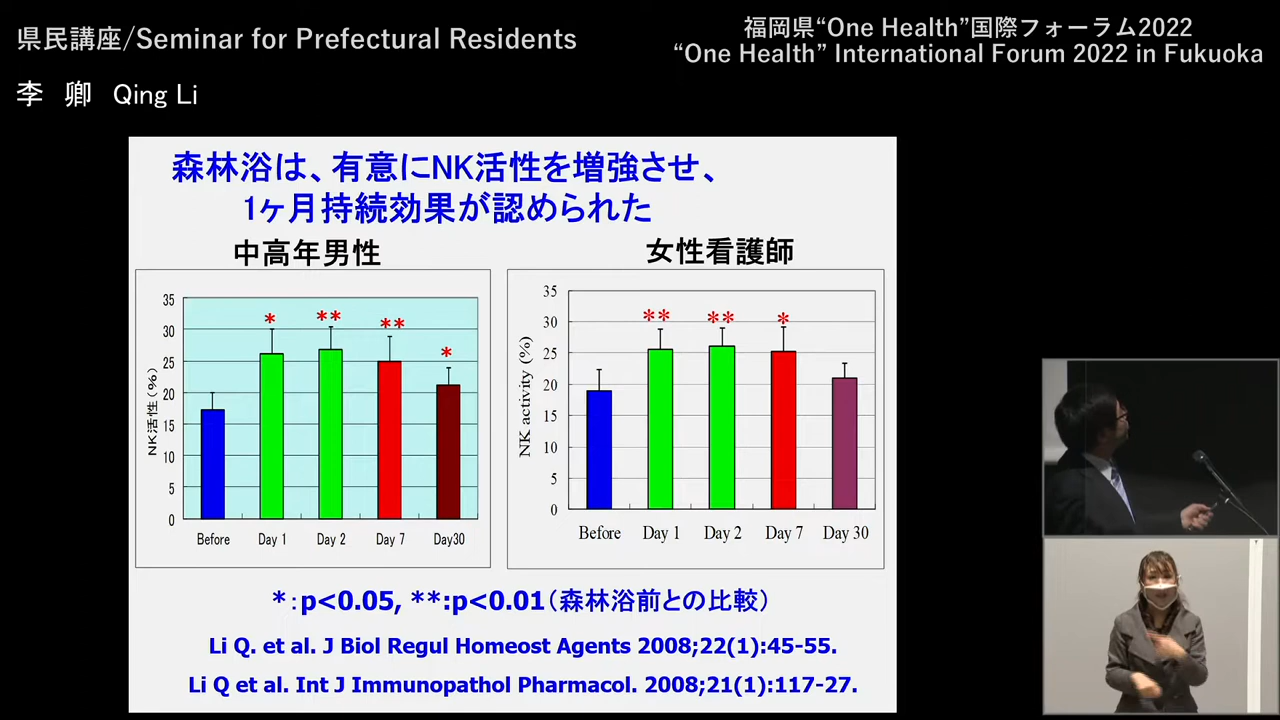 県民講座/Seminar for Prefectural Residents
福岡県“One Health”国際フォーラム2022
“One Health” International Forum 2022 in Fukuoka
李 卿 Qing Li
森林浴は、有意にNK活性を増強させ、
1ヶ月持続効果が認められた
中高年男性
NK活性(%)
35
30
25
20
15
10
5
0
Before Day 1 Day 2 Day 7 Day30
* ** ** *
女性看護師
NK activity (%)
35
30
25
20
15
10
5
0
Before Day 1 Day 2 Day 7 Day 30
** ** *
*:p<0.05, **:p<0.01(森林浴前との比較)
Li Q. et al. J Biol Regul Homeost Agents 2008;22(1):45-55.
Li Q et al. Int J Immunopathol Pharmacol. 2008;21(1):117-27.